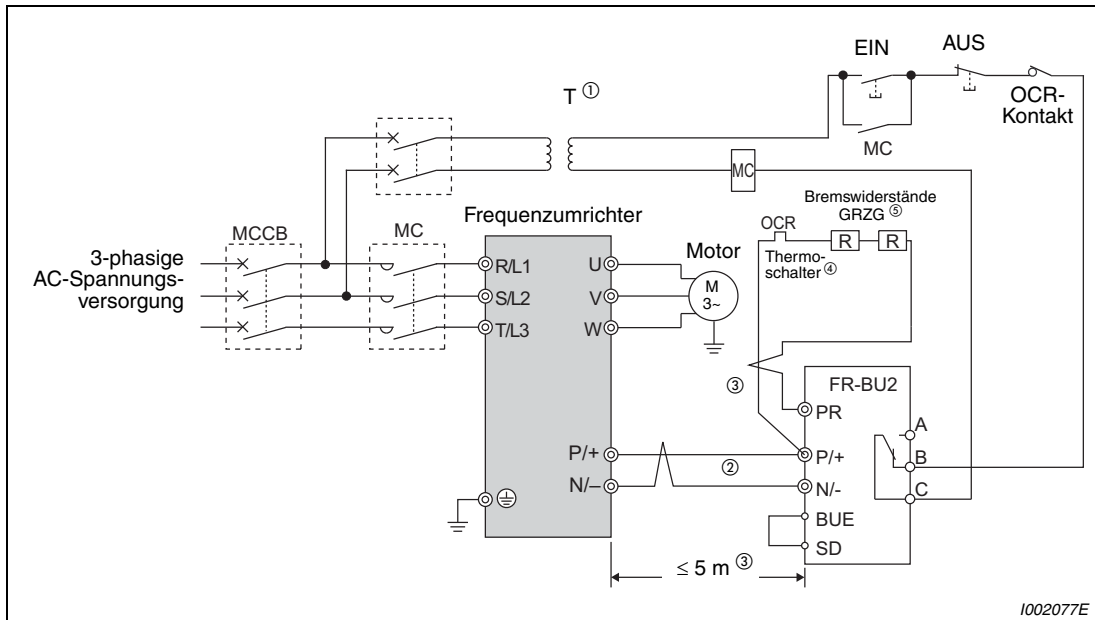 EIN
AUS
T ①
OCR-
Kontakt
MC
MC
Bremswiderstände
GRZG ⑤
Frequenzumrichter
OCR
R
R
MCCB
MC
Motor
Thermo-
schalter ④
3-phasige
AC-Spannungs-
versorgung
R/L1
S/L2
T/L3
U
V
W
M
3~
③
FR-BU2
PR
A
P/+
②
P/+
B
N/–
N/-
C
BUE
SD
≤ 5 m ③
I002077E